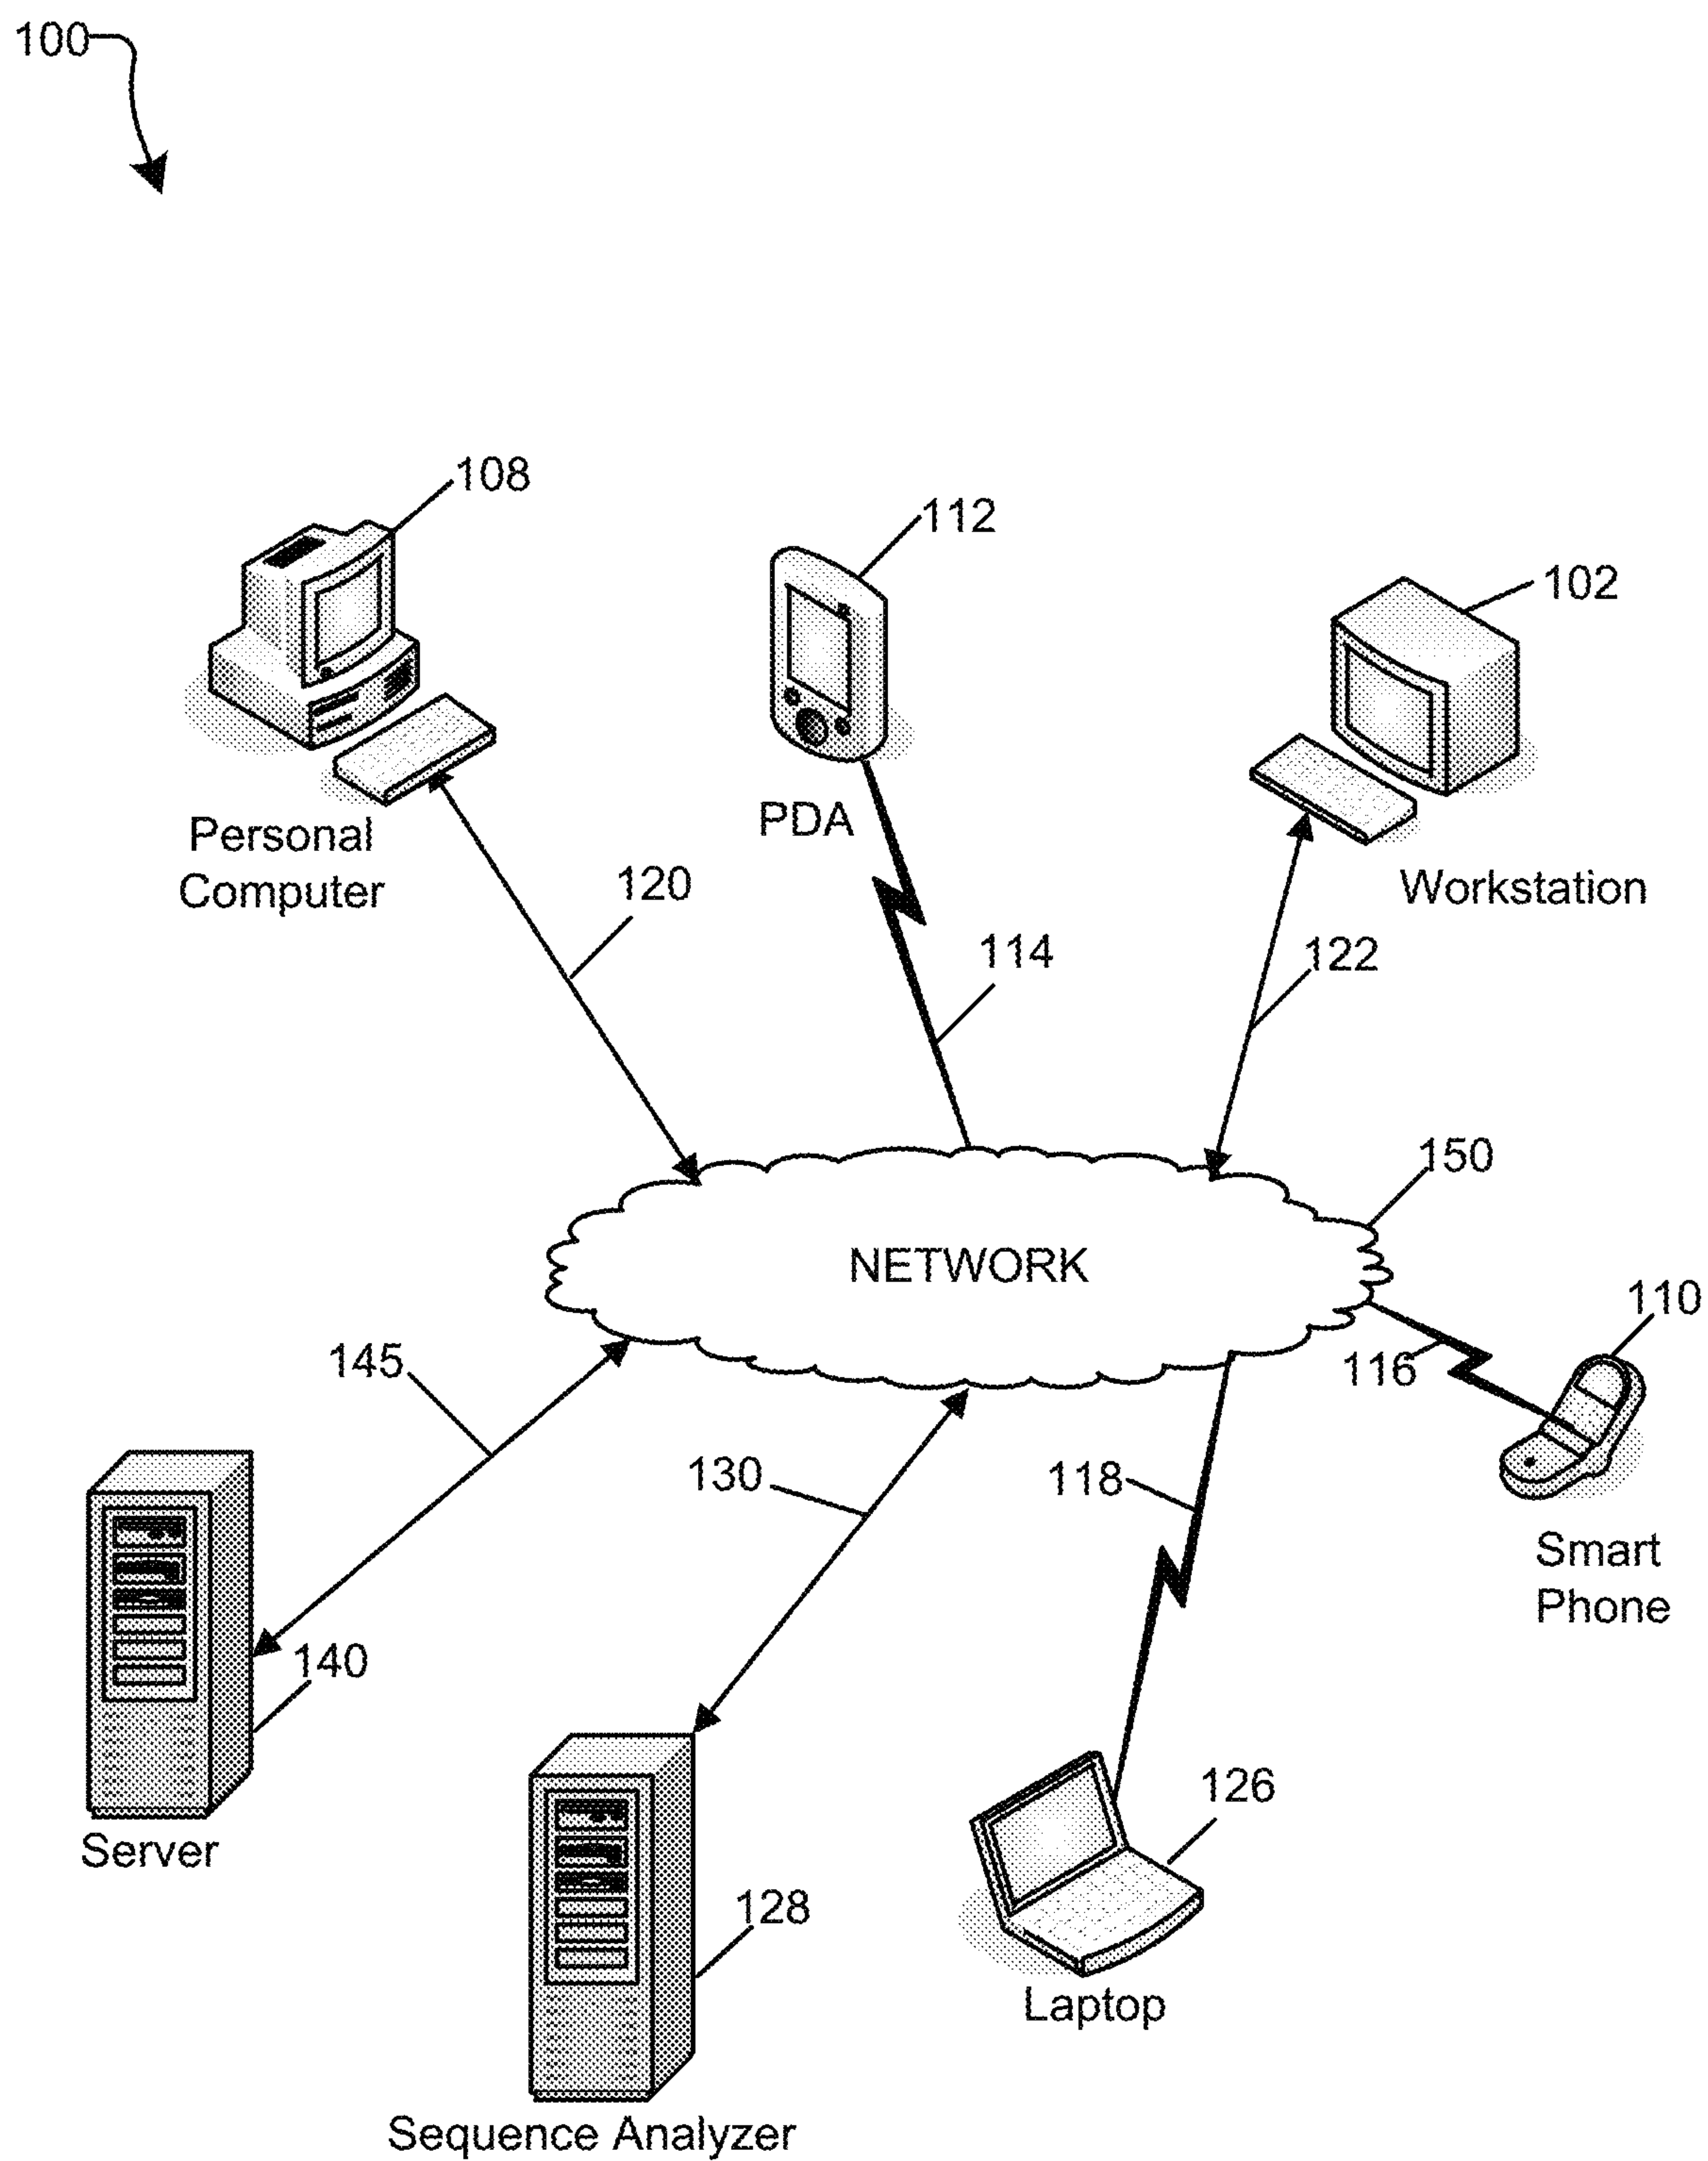 100
108
112
102
Personal
Computer
PDA
Workstation
120
114
122
150
NETWORK
110
145
116
130
118
Smart
Phone
140
126
Server
128
Laptop
Sequence Analyzer